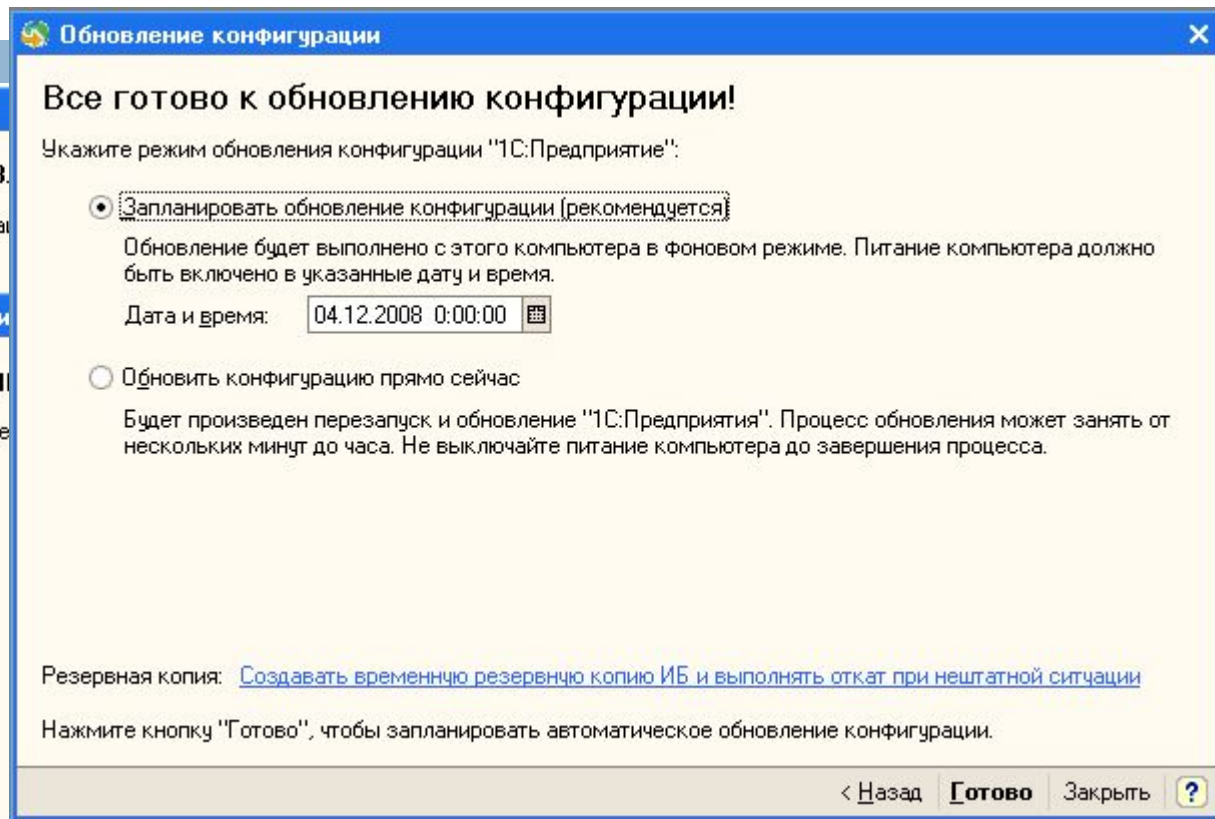 Обновление конфигурации
Все готово к обновлению конфигурации!
Укажите режим обновления конфигурации "1С:Предприятие":
Запланировать обновление конфигурации (рекомендуется)
Обновление будет выполнено с этого компьютера в фоновом режиме. Питание компьютера должно
быть включено в указанные дату и время.
Дата и время: 04.12.2008 0:00:00
Обновить конфигурацию прямо сейчас
Будет произведен перезапуск и обновление "1С:Предприятия". Процесс обновления может занять от
нескольких минут до часа. Не выключайте питание компьютера до завершения процесса.
Резервная копия: Создавать временную резервную копию ИБ и выполнять откат при нештатной ситуации
Нажмите кнопку "Готово", чтобы запланировать автоматическое обновление конфигурации.
< Назад Готово Закрыть ?